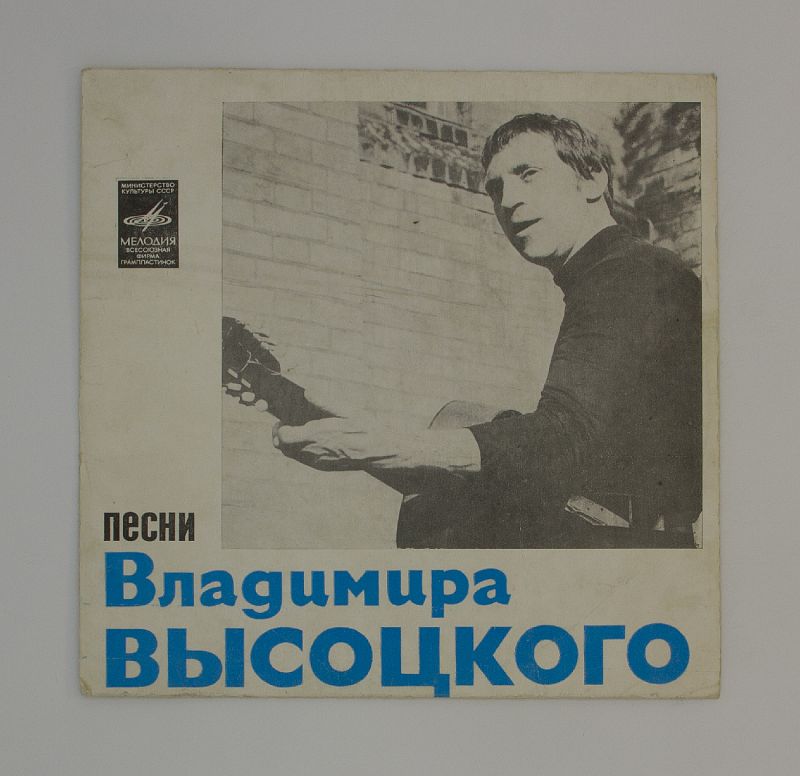 МИНИСТЕРСТВО
КУЛЬТУРЫ СССР
МЕЛОДИЯ
ВСЕСОЮЗНАЯ
ФИРМА
ГРАМПЛАСТИНОК
песни
Владимира
ВЫСОЦКОГО